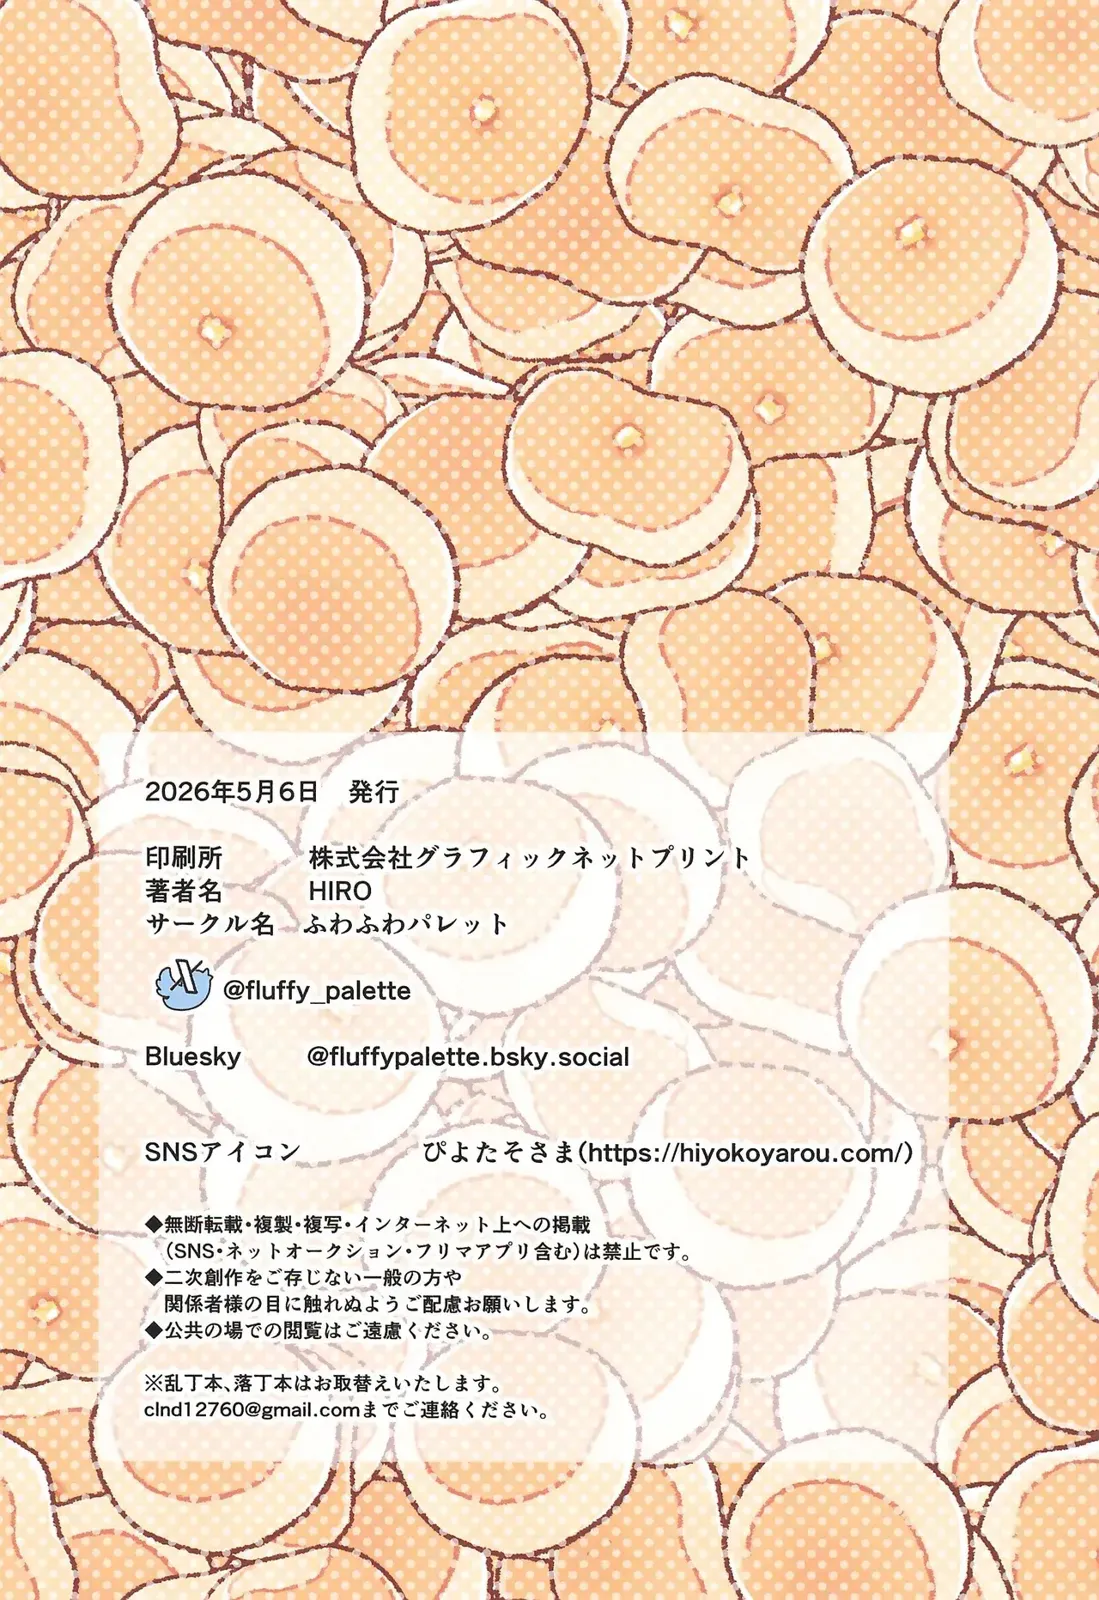 2026年5月6日　発行
印刷所　株式会社グラフィックネットプリント
著者名　HIRO
サークル名　ふわふわパレット
@fluffy_palette
Bluesky　@fluffypalette.bsky.social
SNSアイコン　ぴよたそさま(https://hiyokoyarou.com/)
◆無断転載・複製・複写・インターネット上への掲載
（SNS・ネットオークション・フリマアプリ含む）は禁止です。
◆二次創作をご存じない一般の方や
関係者様の目に触れぬようご配慮お願いします。
◆公共の場での閲覧はご遠慮ください。
※乱丁本、落丁本はお取替えいたします。
clnd12760@gmail.comまでご連絡ください。